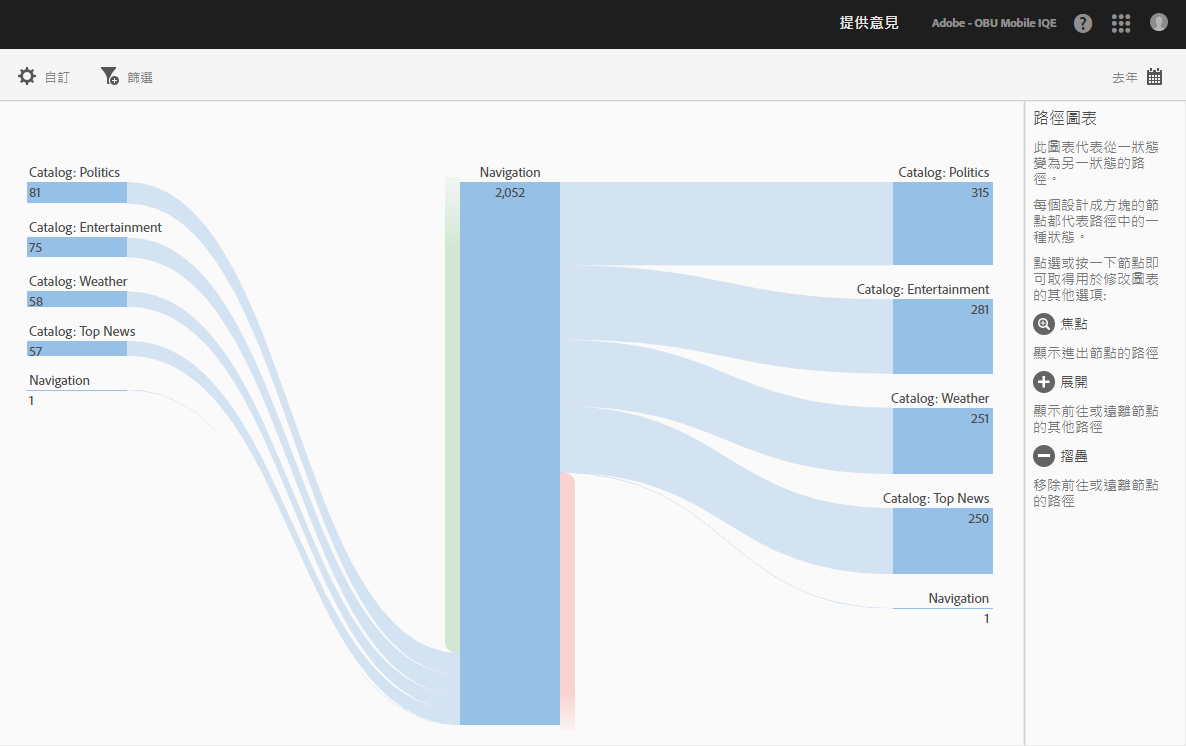 提供意見
Adobe - OBU Mobile IQE
?
自訂
篩選
去年
Catalog: Politics
81
Catalog: Entertainment
75
Catalog: Weather
58
Catalog: Top News
57
Navigation
1
Navigation
2,052
Catalog: Politics
315
Catalog: Entertainment
281
Catalog: Weather
251
Catalog: Top News
250
Navigation
1
路徑圖表
此圖表代表從一狀態
變為另一狀態的路
徑。
每個設計成方塊的節
點都代表路徑中的一
種狀態。
點選或按一下節點即
可取得用於修改圖表
的其他選項:
焦點
顯示進出節點的路徑
展開
顯示前往或遠離節點
的其他路徑
摺疊
移除前往或遠離節點
的路徑